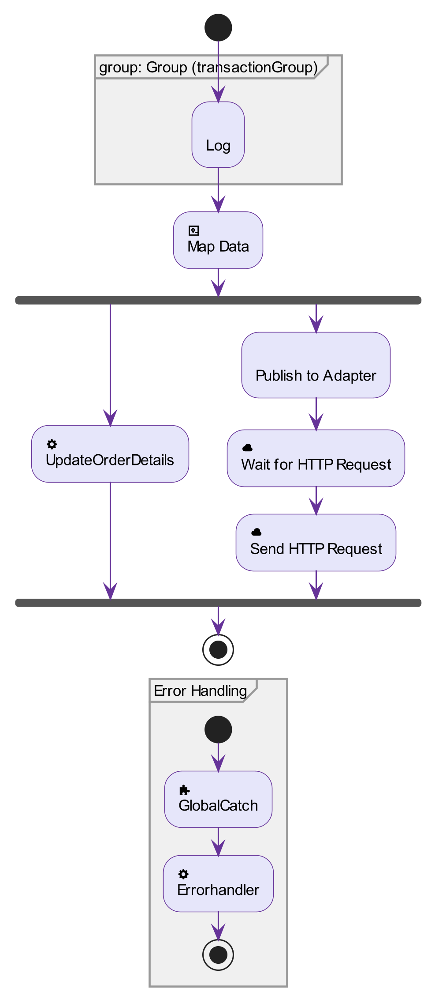 group: Group (transactionGroup)
Log
Map Data
Publish to Adapter
UpdateOrderDetails
Wait for HTTP Request
Send HTTP Request
Error Handling
GlobalCatch
Errorhandler